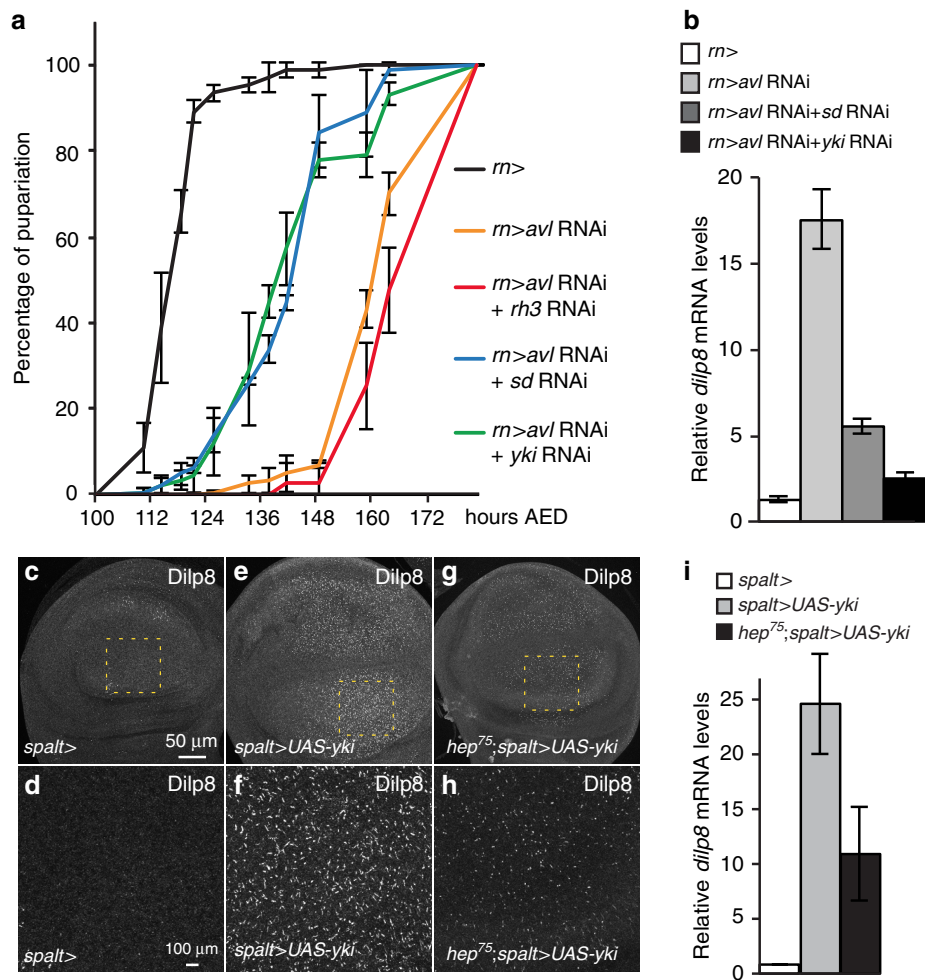 a
100
80
60
40
20
0
Percentage of pupariation
100 112 124 136 148 160 172 hours AED
rn>
rn>avl RNAi
rn>avl RNAi
+ rh3 RNAi
rn>avl RNAi
+ sd RNAi
rn>avl RNAi
+ yki RNAi
b
rn>
rn>avl RNAi
rn>avl RNAi+sd RNAi
rn>avl RNAi+yki RNAi
Relative dilp8 mRNA levels
20
15
10
5
0
c Dilp8
spalt> 50 µm
e Dilp8
spalt>UAS-yki
g Dilp8
hep75;spalt>UAS-yki
d Dilp8
spalt> 100 µm
f Dilp8
spalt>UAS-yki
h Dilp8
hep75;spalt>UAS-yki
i
spalt>
spalt>UAS-yki
hep75;spalt>UAS-yki
Relative dilp8 mRNA levels
25
20
15
10
5
0